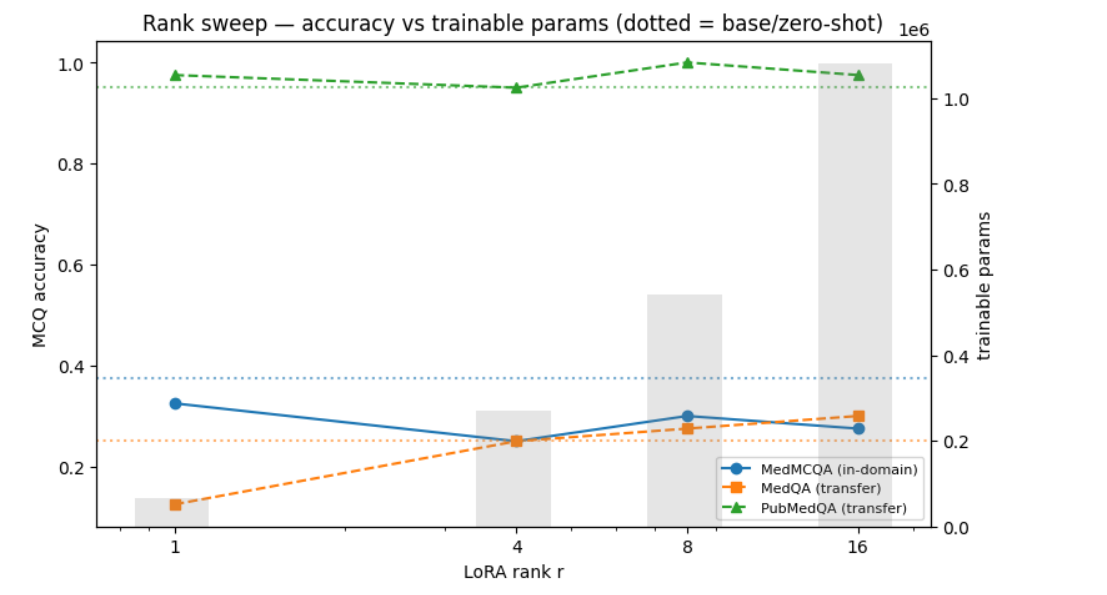 Rank sweep — accuracy vs trainable params (dotted = base/zero-shot)
1e6
1.0
0.8
0.6
0.4
0.2
MCQ accuracy
1.0
0.8
0.6
0.4
0.2
0.0
trainable params
MedMCQA (in-domain)
MedQA (transfer)
PubMedQA (transfer)
1 4 8 16
LoRA rank r